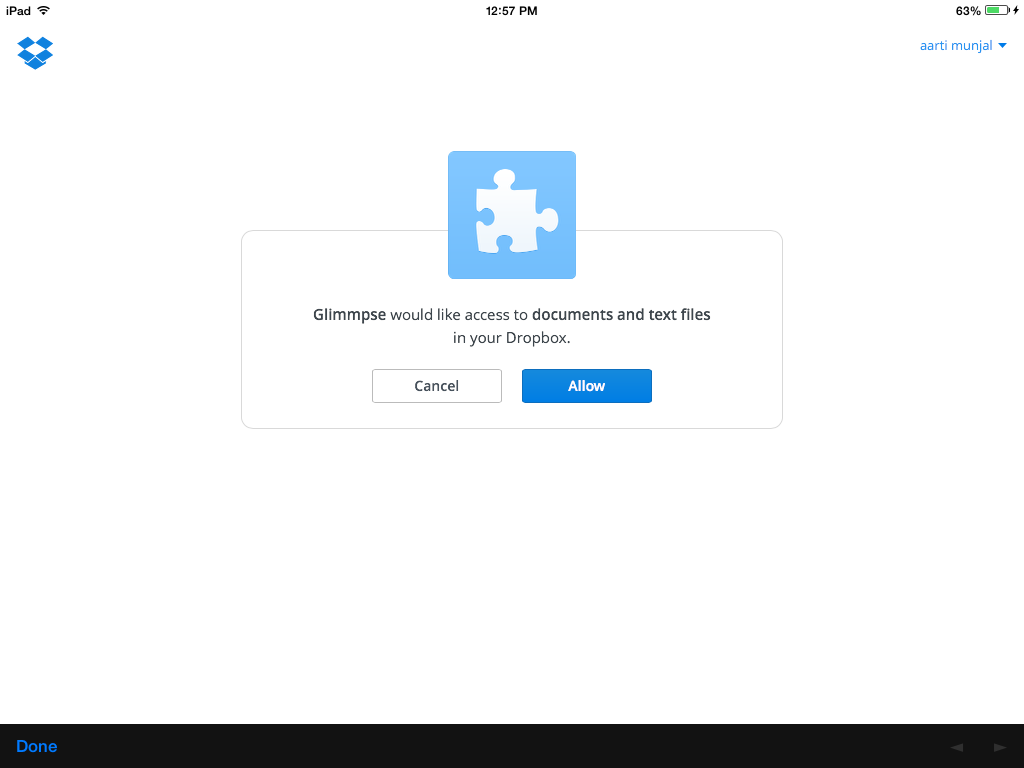 iPad 12:57 PM 63%
aarti munjal
Glimmpse would like access to documents and text files
in your Dropbox.
Cancel Allow
Done